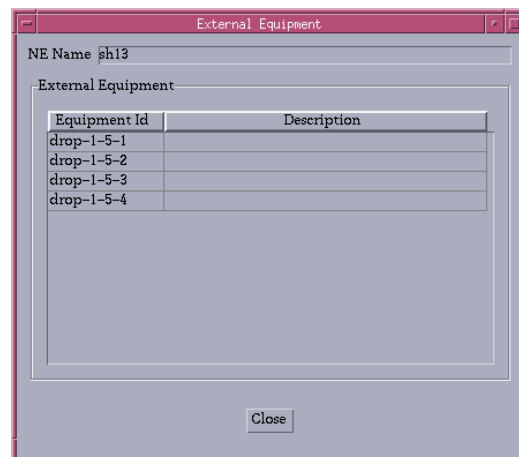 External Equipment
NE Name sh13
External Equipment
Equipment Id Description
drop-1-5-1
drop-1-5-2
drop-1-5-3
drop-1-5-4
Close